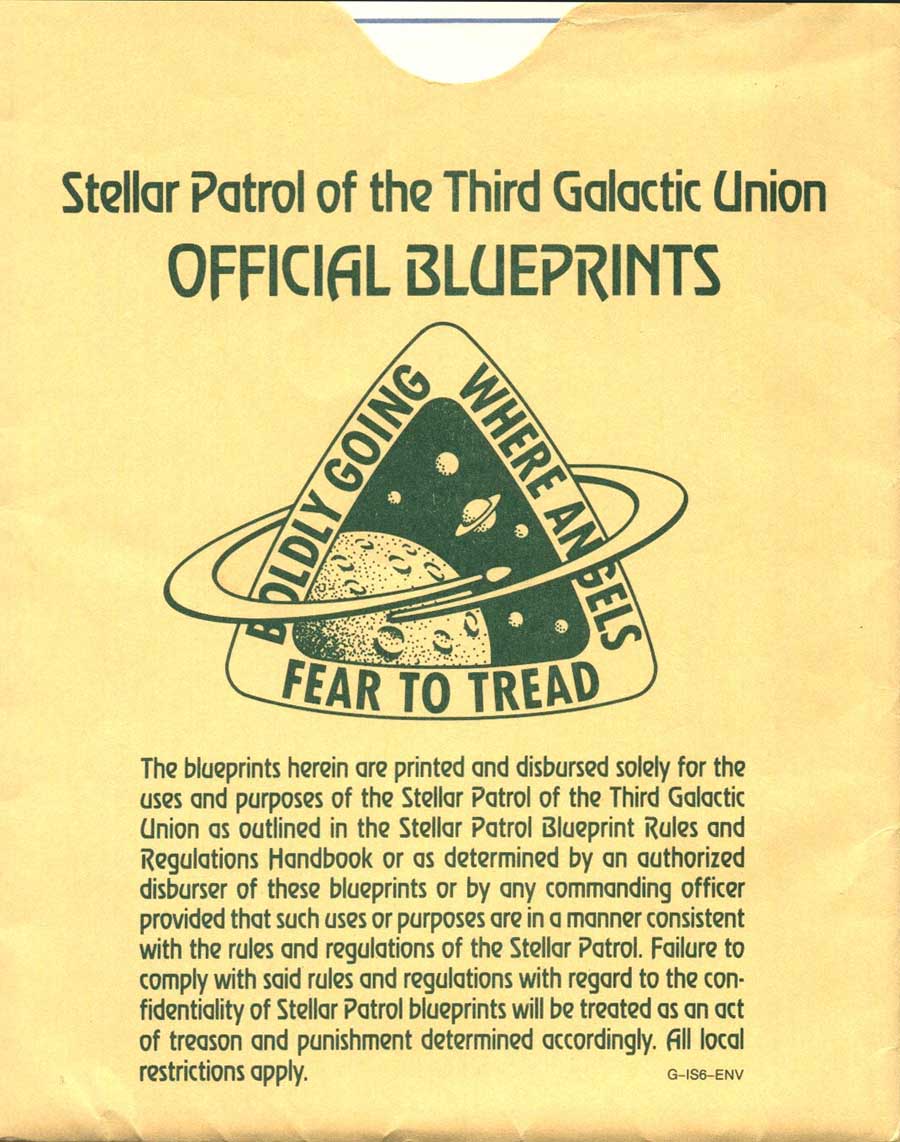 Stellar Patrol of the Third Galactic Union
OFFICIAL BLUEPRINTS
BOLDLY GOING
WHERE ANGELS
FEAR TO TREAD
The blueprints herein are printed and disbursed solely for the
uses and purposes of the Stellar Patrol of the Third Galactic
Union as outlined in the Stellar Patrol Blueprint Rules and
Regulations Handbook or as determined by an authorized
disburser of these blueprints or by any commanding officer
provided that such uses or purposes are in a manner consistent
with the rules and regulations of the Stellar Patrol. Failure to
comply with said rules and regulations with regard to the con-
fidentiality of Stellar Patrol blueprints will be treated as an act
of treason and punishment determined accordingly. All local
restrictions apply.
G–IS6–ENV